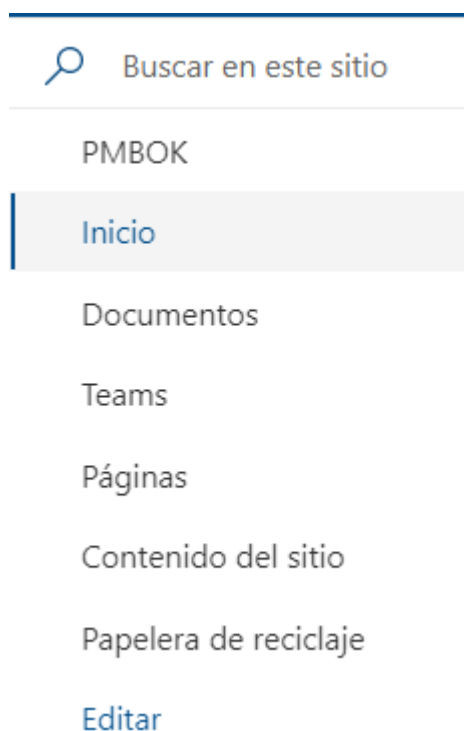 Buscar en este sitio
PMBOK
Inicio
Documentos
Teams
Páginas
Contenido del sitio
Papelera de reciclaje
Editar